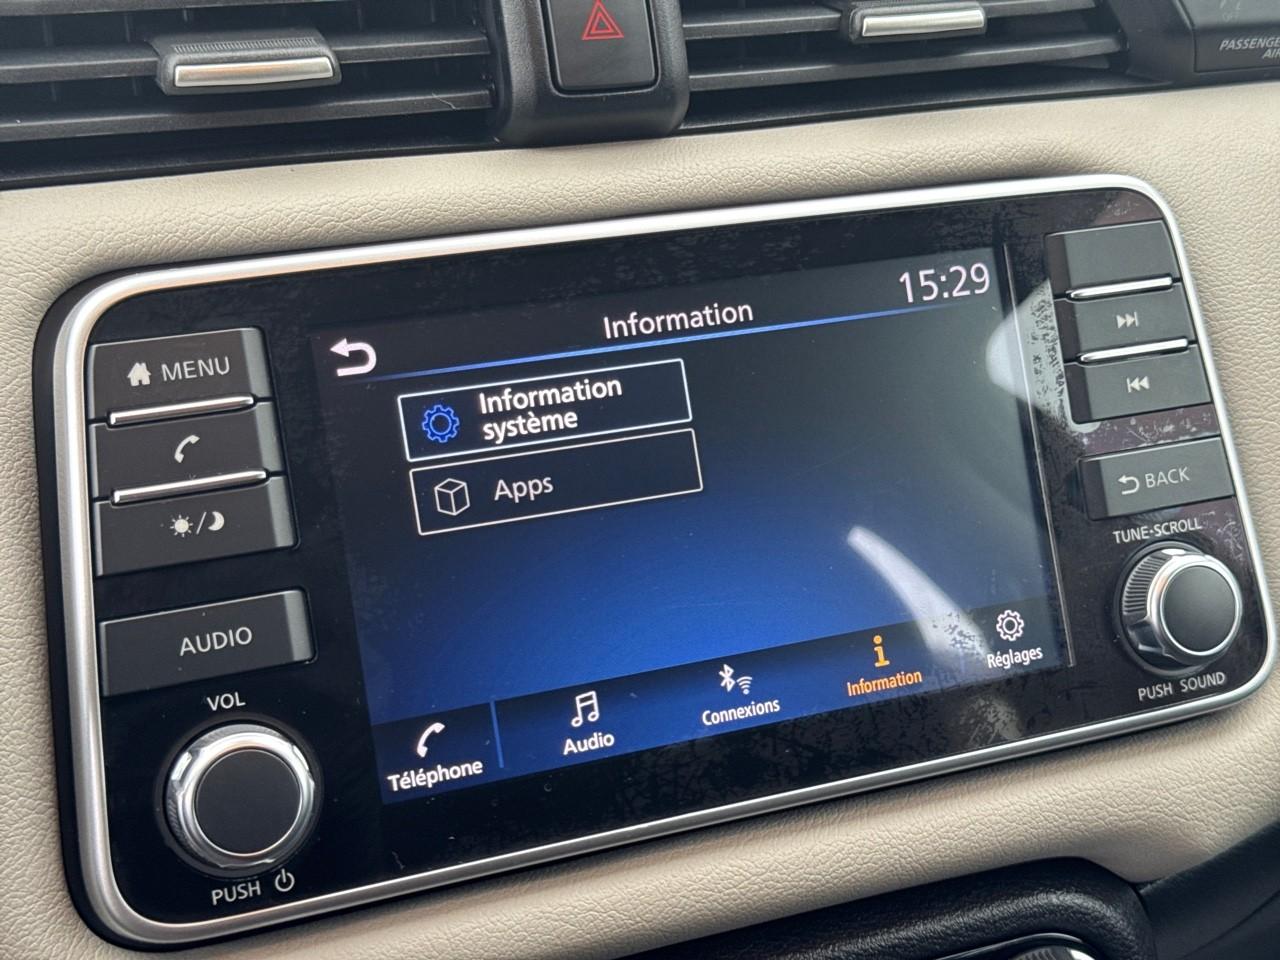 PASSENGE
AIR
15:29
Information
MENU
Information
système
Apps
BACK
TUNE·SCROLL
AUDIO
Téléphone
Audio
Connexions
Information
Réglages
VOL
PUSH SOUND
PUSH